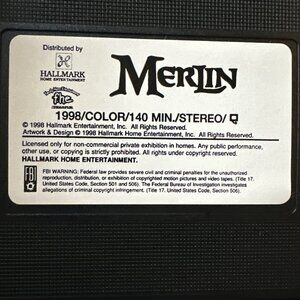 Distributed by
HALLMARK
HOME ENTERTAINMENT
fhe
MERLIN
1998/COLOR/140 MIN./STEREO/
© 1998 Hallmark Entertainment, Inc. All Rights Reserved.
Artwork & Design © 1998 Hallmark Home Entertainment, Inc. All Rights Reserved.
Licensed only for non-commercial private exhibition in homes. Any public performance,
other use, or copying is strictly prohibited. All rights under copyright reserved.
HALLMARK HOME ENTERTAINMENT.
FBI
FBI WARNING: Federal law provides severe civil and criminal penalties for the unauthorized
reproduction, distribution, or exhibition of copyrighted motion pictures and video tapes. (Title 17,
United States Code, Section 501 and 506). The Federal Bureau of Investigation investigates
allegations of criminal copyright infringement. (Title 17, United States Code, Section 506).